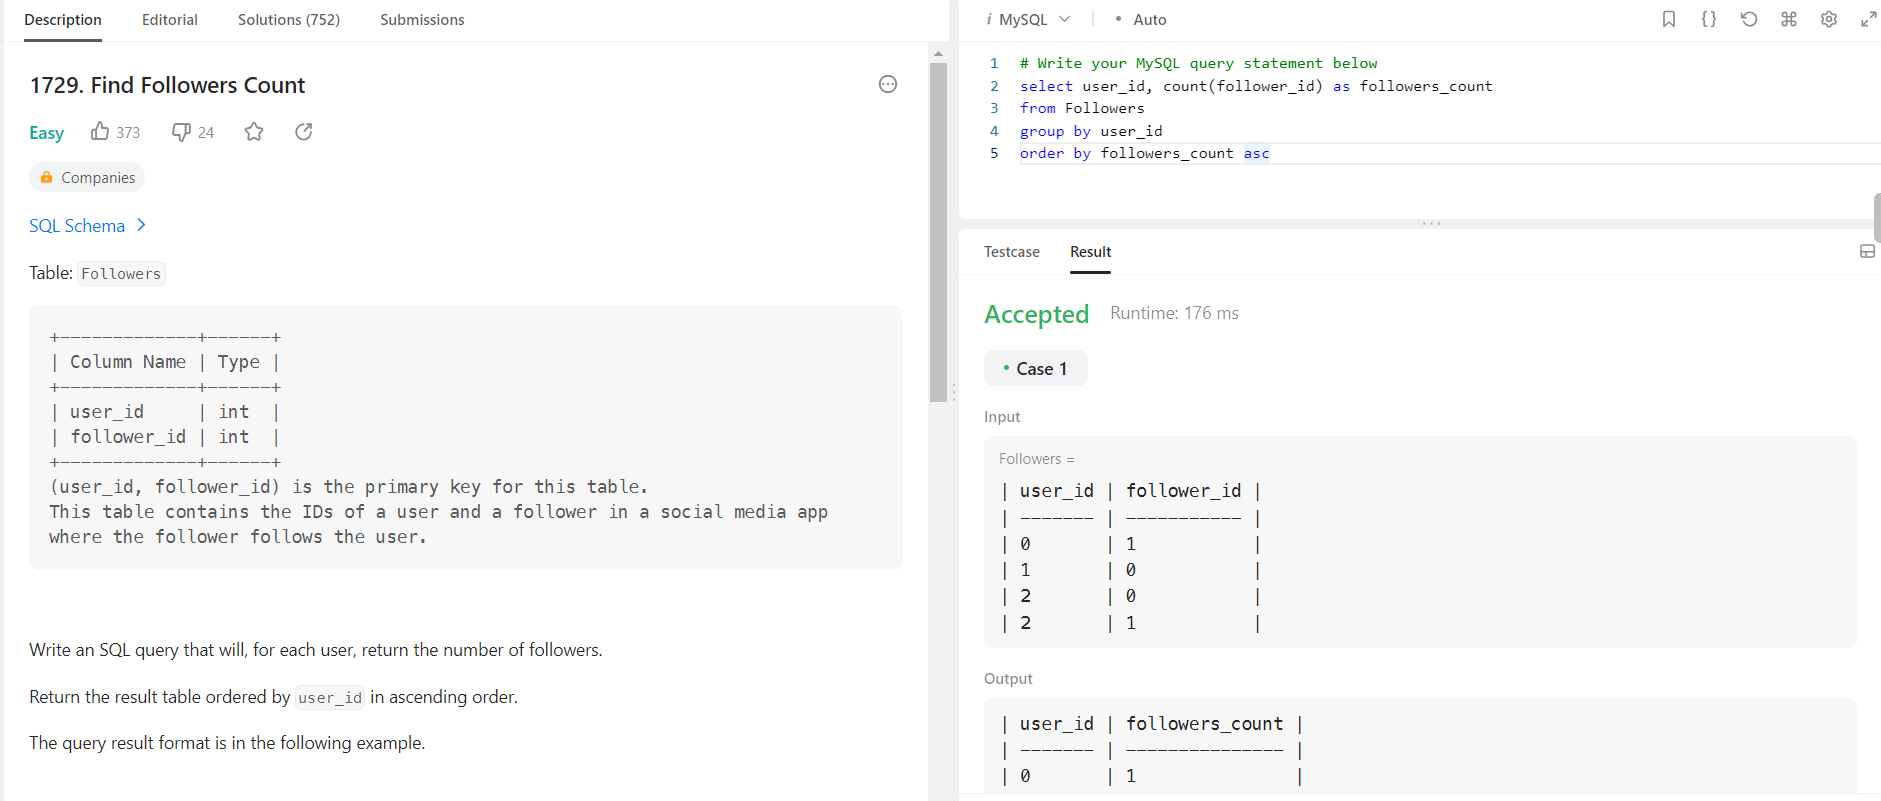 Description Editorial Solutions (752) Submissions
1729. Find Followers Count
Easy 373 24
Companies
SQL Schema >
Table: Followers
+-------------+------+
| Column Name | Type |
+-------------+------+
| user_id     | int  |
| follower_id | int  |
+-------------+------+
(user_id, follower_id) is the primary key for this table.
This table contains the IDs of a user and a follower in a social media app
where the follower follows the user.
Write an SQL query that will, for each user, return the number of followers.
Return the result table ordered by user_id in ascending order.
The query result format is in the following example.
i MySQL • Auto {}
1 # Write your MySQL query statement below
2 select user_id, count(follower_id) as followers_count
3 from Followers
4 group by user_id
5 order by followers_count asc
Testcase Result
Accepted Runtime: 176 ms
• Case 1
Input
Followers =
| user_id | follower_id |
| ------- | ----------- |
| 0       | 1           |
| 1       | 0           |
| 2       | 0           |
| 2       | 1           |
Output
| user_id | followers_count |
| ------- | --------------- |
| 0       | 1               |